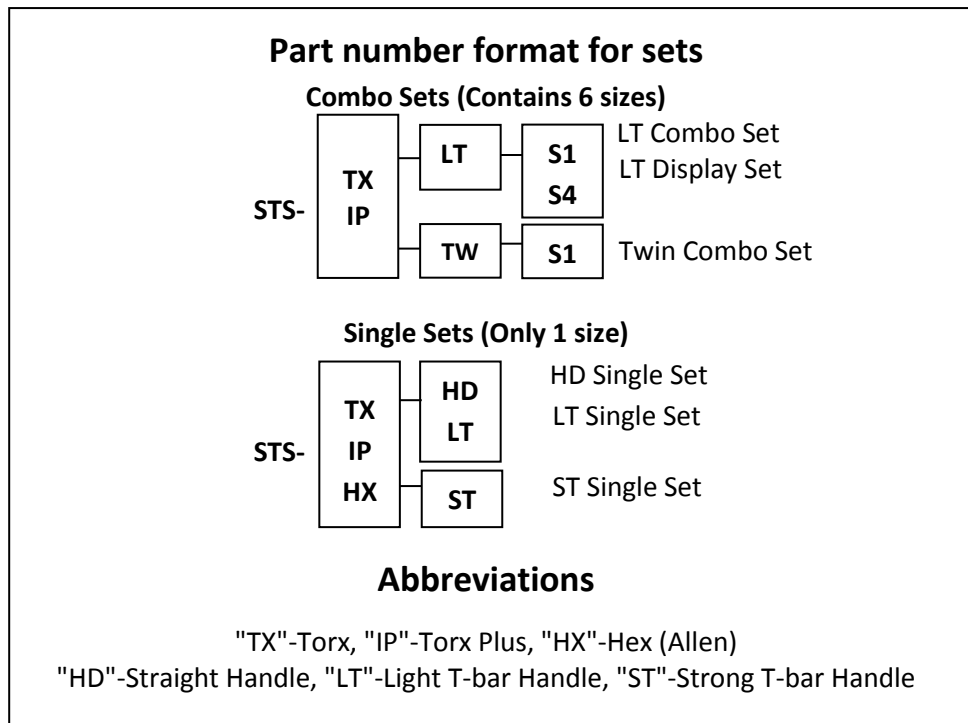 Part number format for sets
Combo Sets (Contains 6 sizes)
STS-
TX
IP
LT
S1
S4
LT Combo Set
LT Display Set
TW
S1
Twin Combo Set
Single Sets (Only 1 size)
STS-
TX
IP
HX
HD
LT
HD Single Set
LT Single Set
ST
ST Single Set
Abbreviations
"TX"-Torx, "IP"-Torx Plus, "HX"-Hex (Allen)
"HD"-Straight Handle, "LT"-Light T-bar Handle, "ST"-Strong T-bar Handle